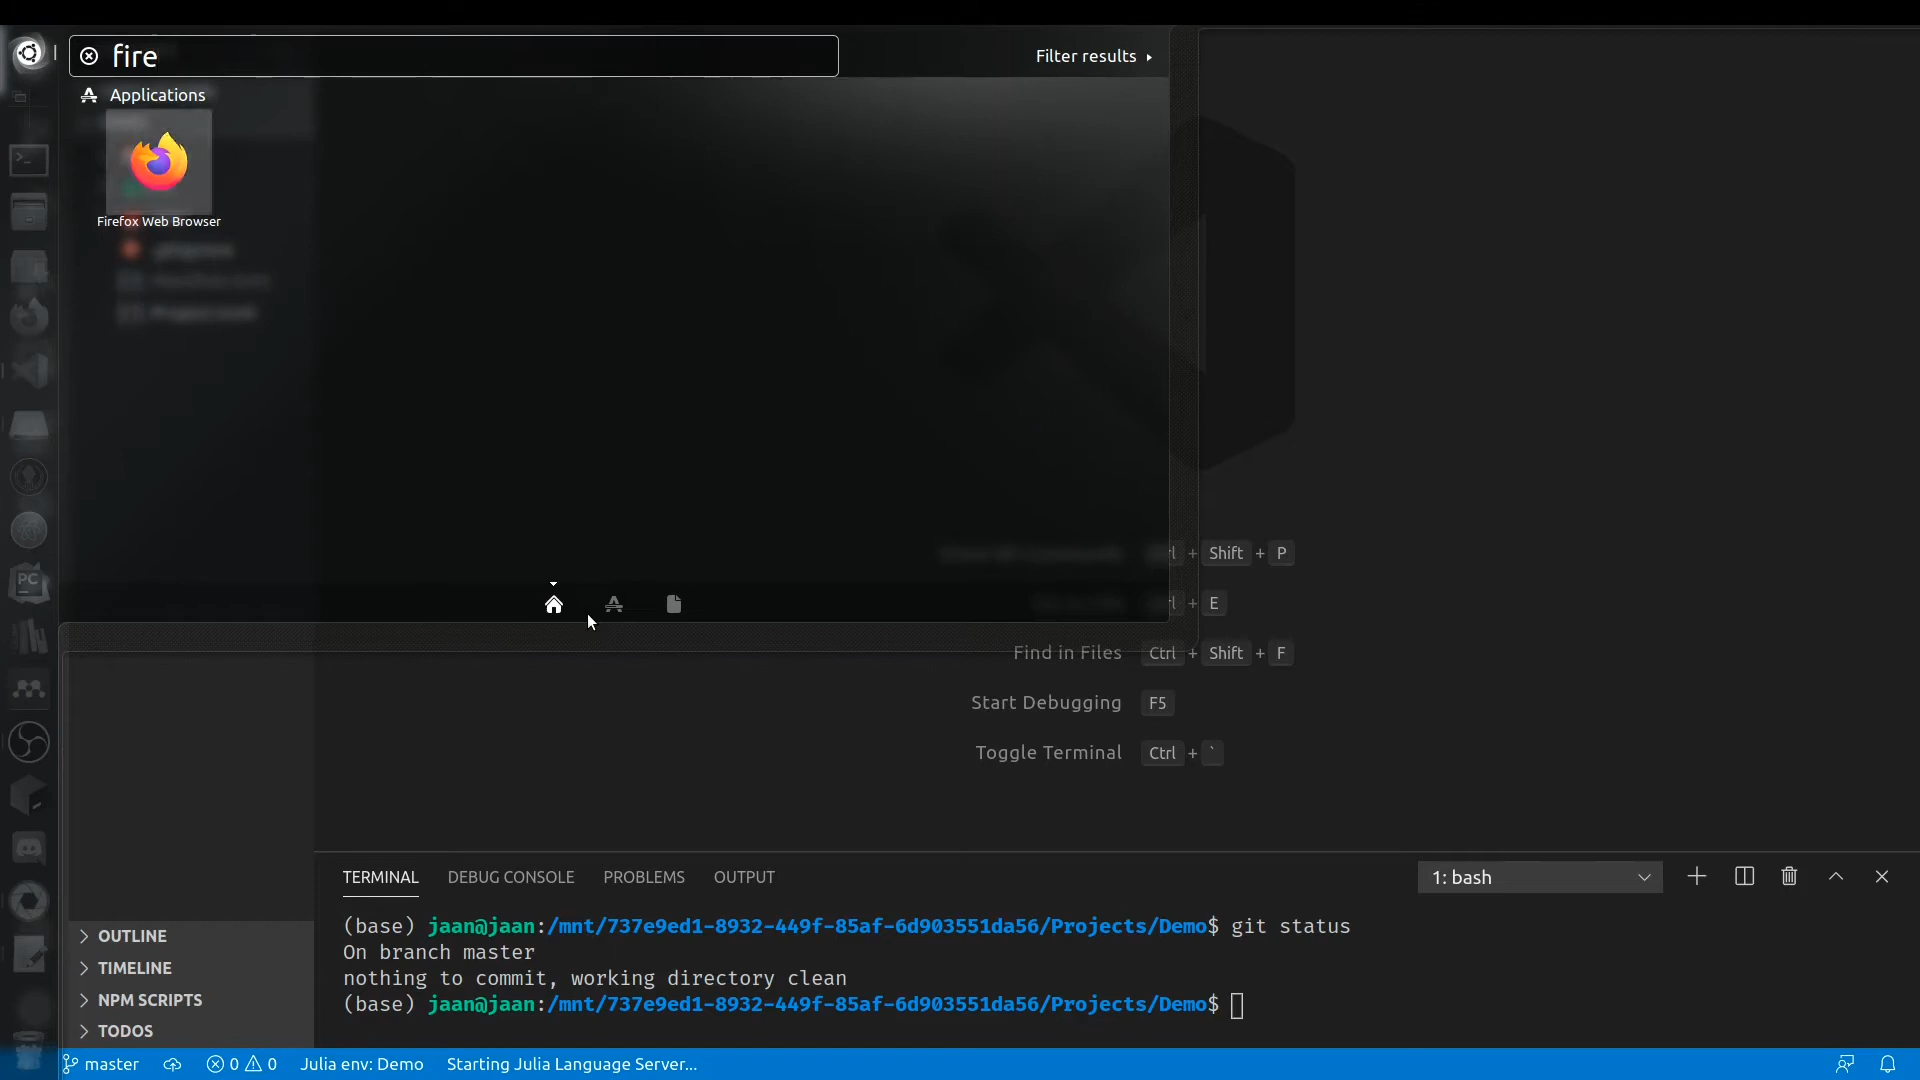 fire
Filter results
Applications
Firefox Web Browser
PC
Ctrl + Shift + P
Ctrl + E
Find in Files Ctrl + Shift + F
Start Debugging F5
Toggle Terminal Ctrl + `
TERMINAL DEBUG CONSOLE PROBLEMS OUTPUT
1: bash
(base) jaan@jaan:/mnt/737e9ed1-8932-449f-85af-6d903551da56/Projects/Demo$ git status
On branch master
nothing to commit, working directory clean
(base) jaan@jaan:/mnt/737e9ed1-8932-449f-85af-6d903551da56/Projects/Demo$
OUTLINE
TIMELINE
NPM SCRIPTS
TODOS
master 0 0 Julia env: Demo Starting Julia Language Server...